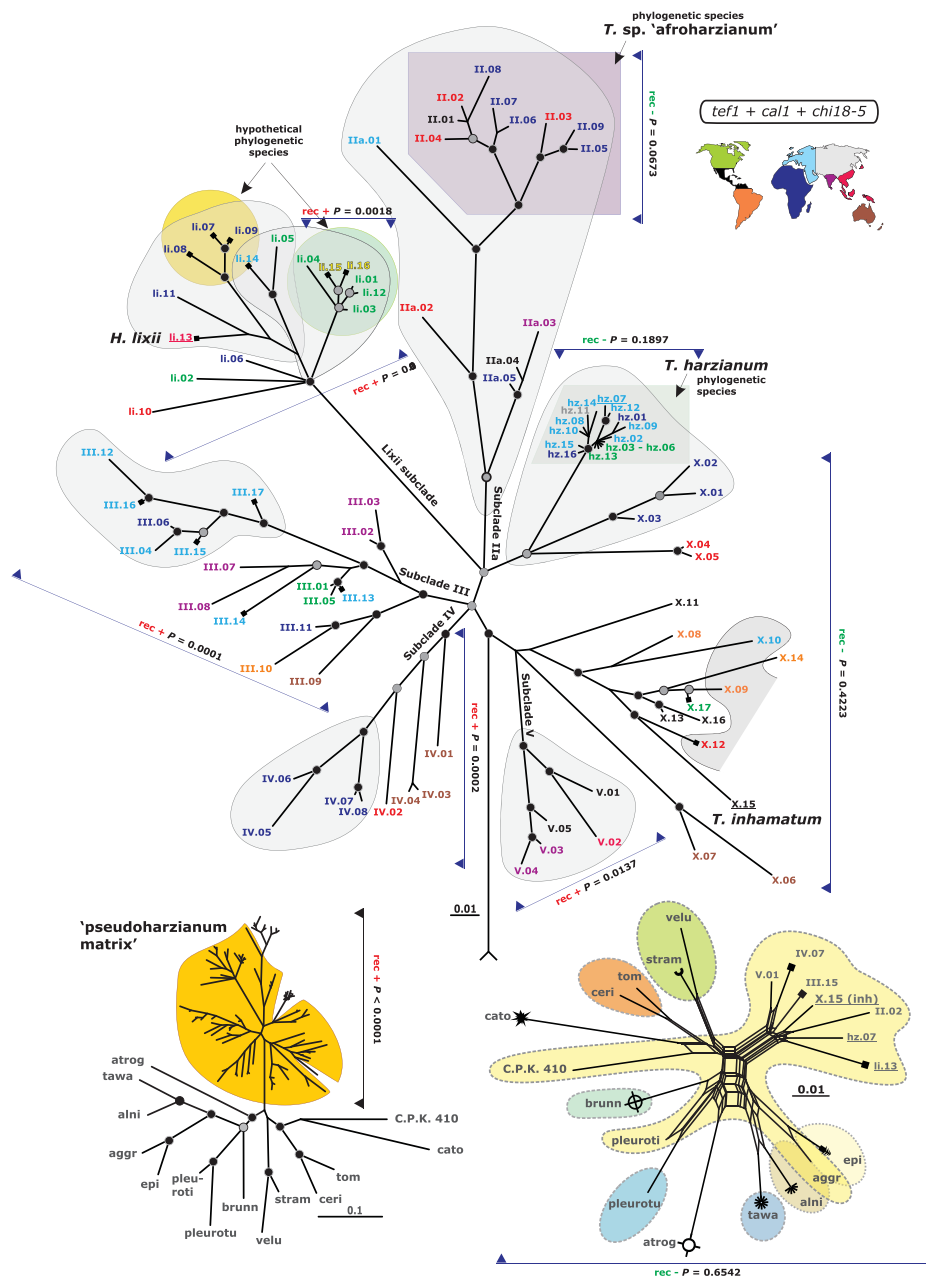 phylogenetic species
T. sp. ‘afroharzianum’
II.08
II.02
II.07
II.01
II.06
II.03
II.04
II.09
II.05
rec - P = 0.0673
tef1 + cal1 + chi18-5
hypothetical
phylogenetic
species
IIa.01
rec + P = 0.0018
li.07
li.09
li.08
li.05
li.14
li.04
li.15
li.16
li.01
li.12
li.03
li.11
H. lixii
li.13
li.06
li.02
li.10
IIa.02
IIa.03
IIa.04
IIa.05
rec - P = 0.1897
T. harzianum
phylogenetic
species
hz.14
hz.07
hz.11
hz.12
hz.08
hz.01
hz.10
hz.09
hz.15
hz.02
hz.16
hz.03 - hz.06
hz.13
X.02
X.01
X.03
X.04
X.05
Lixii subclade
Subclade IIa
III.12
III.16
III.17
III.06
III.04
III.15
III.03
III.02
III.07
III.01
III.05
III.13
III.08
III.14
Subclade III
III.11
III.10
III.09
rec + P = 0.0001
Subclade IV
IV.01
IV.06
IV.07
IV.08
IV.05
IV.02
IV.04
IV.03
rec + P = 0.0002
X.11
X.08
X.10
X.14
X.09
X.17
X.13
X.16
X.12
X.15
T. inhamatum
X.07
X.06
rec - P = 0.4223
Subclade V
V.01
V.05
V.03
V.02
V.04
rec + P = 0.0137
0.01
‘pseudoharzianum
matrix’
rec + P < 0.0001
atrog
tawa
alni
aggr
epi
pleu-
roti
pleurotu
brunn
velu
stram
ceri
tom
C.P.K. 410
cato
0.1
velu
stram
tom
ceri
cato
C.P.K. 410
brunn
pleuroti
pleurotu
atrog
tawa
alni
aggr
epi
IV.07
V.01
III.15
X.15 (inh)
II.02
hz.07
li.13
0.01
rec - P = 0.6542